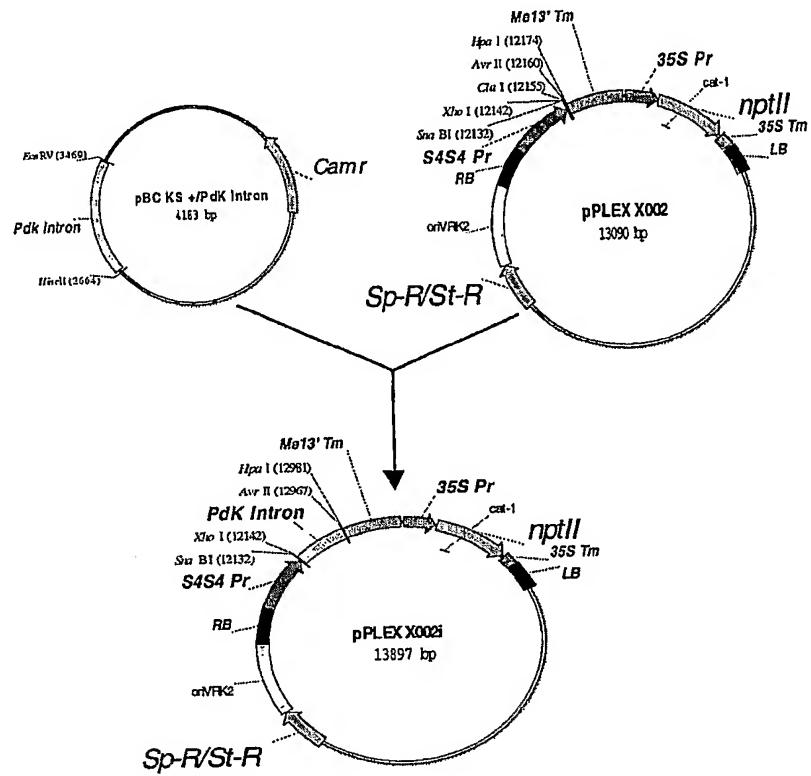 EcoRV (3469)
Pdk Intron
pBC KS +/PdK Intron
4163 bp
Camr
HincII (2664)
Me13' Tm
Hpa I (12174)
Avr II (12160)
Cla I (12155)
Xho I (12142)
Sna BI (12132)
S4S4 Pr
RB
35S Pr
cat-1
nptII
35S Tm
LB
pPLEX X002
13090 bp
oriVRK2
Sp-R/St-R
Me13' Tm
Hpa I (12981)
Avr II (12967)
PdK Intron
Xho I (12142)
Sna BI (12132)
S4S4 Pr
RB
35S Pr
cat-1
nptII
35S Tm
LB
pPLEX X002i
13897 bp
oriVRK2
Sp-R/St-R